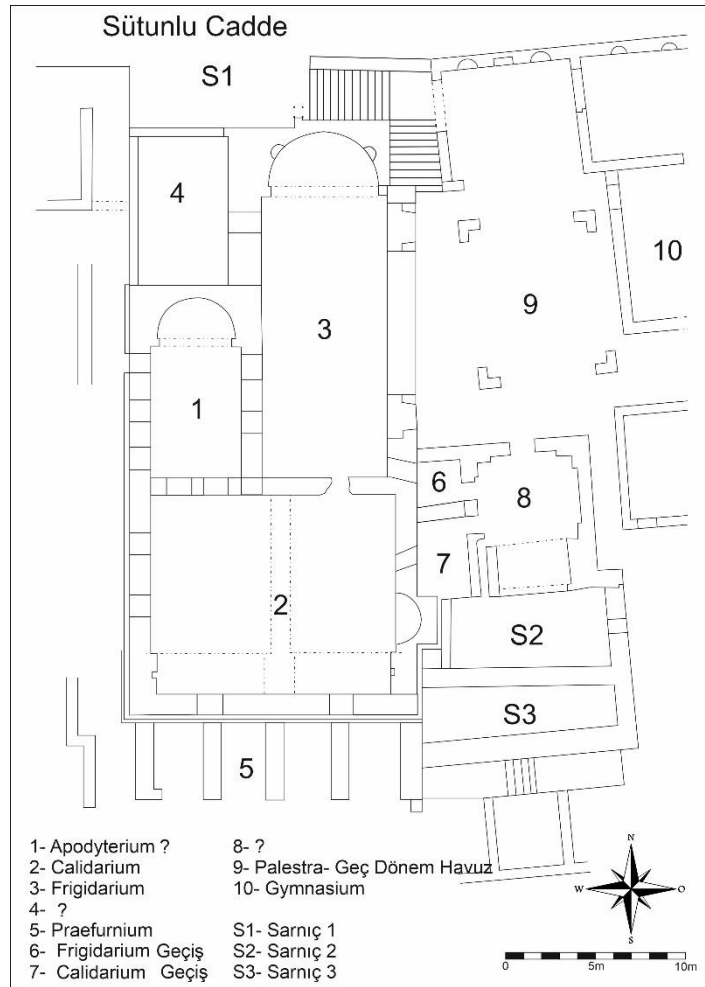 Sütunlu Cadde
S1
4
10
3
9
1
6
8
7
2
S2
S3
5
1- Apodyterium ?
2- Calidarium
3- Frigidarium
4- ?
5- Praefurnium
6- Frigidarium Geçiş
7- Calidarium Geçiş
8- ?
9- Palestra- Geç Dönem Havuz
10- Gymnasium
S1- Sarnıç 1
S2- Sarnıç 2
S3- Sarnıç 3
N
W
O
S
0
5m
10m